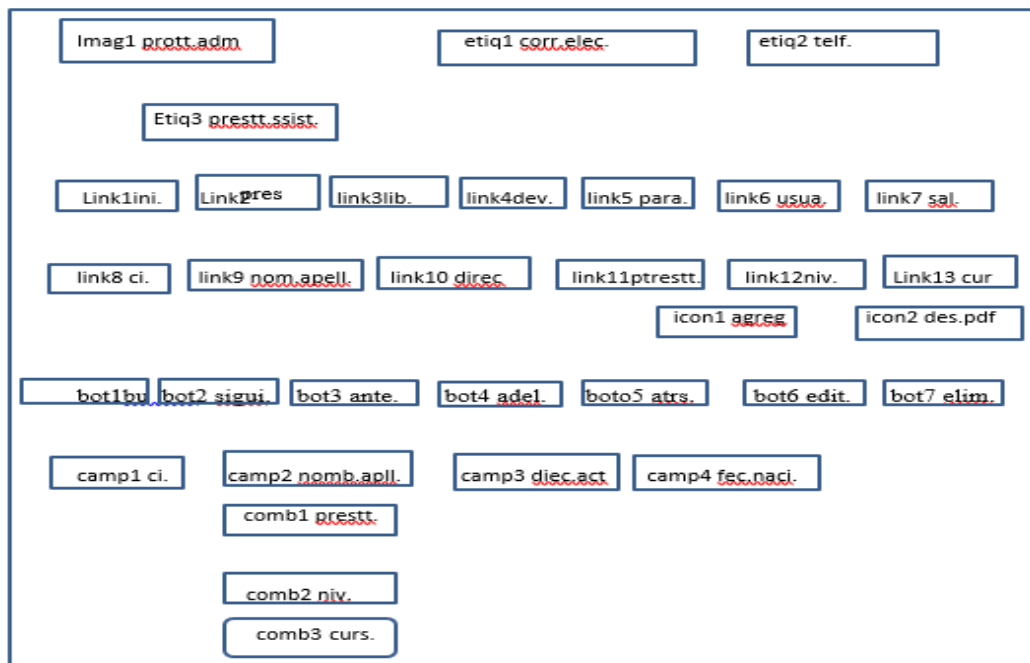 Imag1 prott.adm etiq1 corr.elec. etiq2 telf.
Etiq3 prestt.ssist.
Link1ini. Link2 pres link3lib. link4dev. link5 para. link6 usua. link7 sal.
link8 ci. link9 nom.apell. link10 direc link11ptrestt. link12niv. Link13 cur
icon1 agreg icon2 des.pdf
bot1bu bot2 sigui. bot3 ante. bot4 adel. boto5 atrs. bot6 edit. bot7 elim.
camp1 ci. camp2 nomb.apll. camp3 diec.act camp4 fec.naci.
comb1 prestt.
comb2 niv.
comb3 curs.